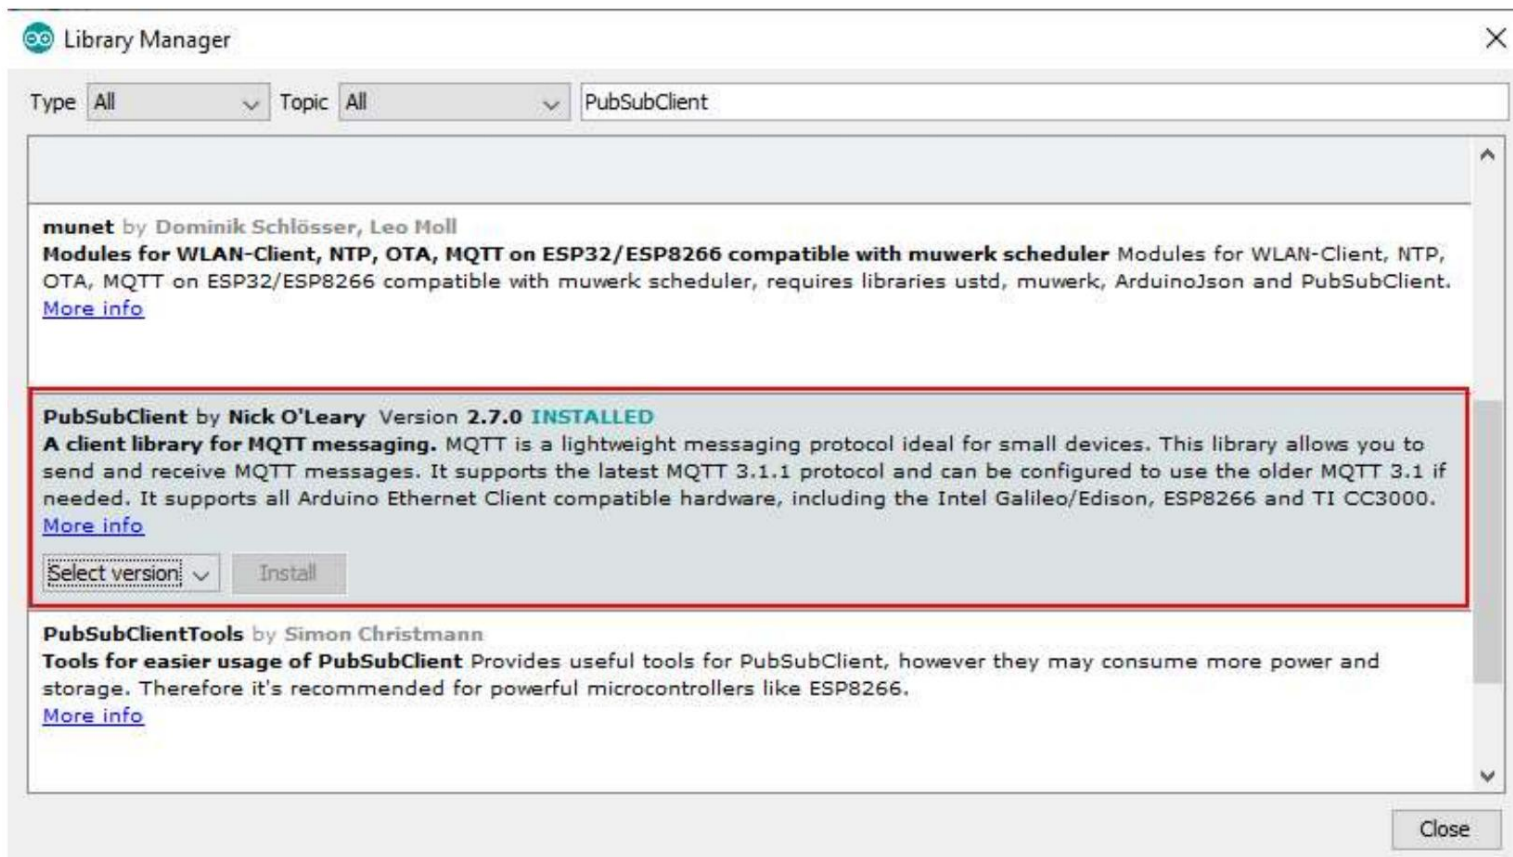 Library Manager
Type All Topic All PubSubClient
munet by Dominik Schlösser, Leo Moll
Modules for WLAN-Client, NTP, OTA, MQTT on ESP32/ESP8266 compatible with muwerk scheduler Modules for WLAN-Client, NTP,
OTA, MQTT on ESP32/ESP8266 compatible with muwerk scheduler, requires libraries ustd, muwerk, ArduinoJson and PubSubClient.
More info
PubSubClient by Nick O'Leary Version 2.7.0 INSTALLED
A client library for MQTT messaging. MQTT is a lightweight messaging protocol ideal for small devices. This library allows you to
send and receive MQTT messages. It supports the latest MQTT 3.1.1 protocol and can be configured to use the older MQTT 3.1 if
needed. It supports all Arduino Ethernet Client compatible hardware, including the Intel Galileo/Edison, ESP8266 and TI CC3000.
More info
Select version Install
PubSubClientTools by Simon Christmann
Tools for easier usage of PubSubClient Provides useful tools for PubSubClient, however they may consume more power and
storage. Therefore it's recommended for powerful microcontrollers like ESP8266.
More info
Close